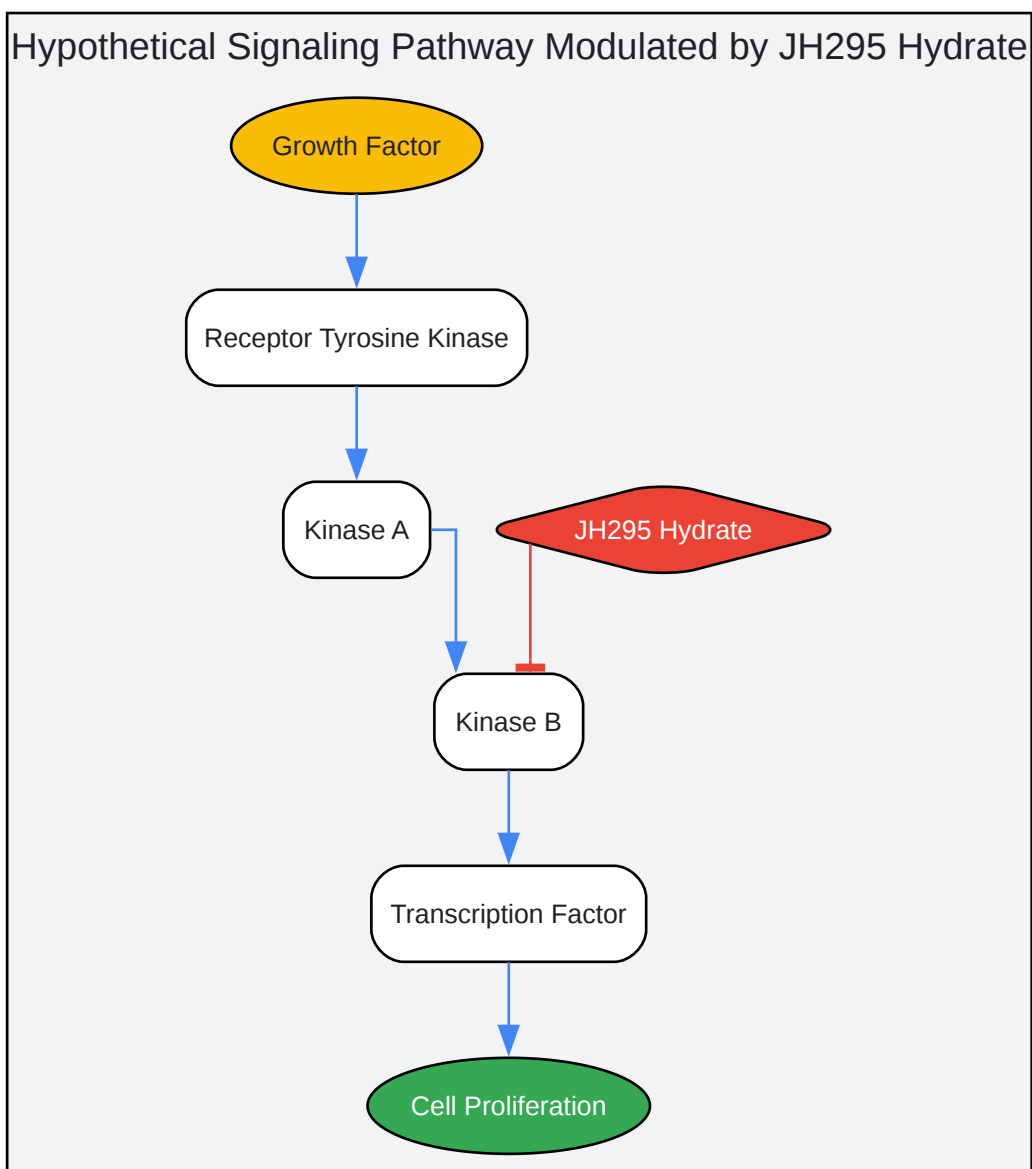 Hypothetical Signaling Pathway Modulated by JH295 Hydrate
Growth Factor
Receptor Tyrosine Kinase
Kinase A
JH295 Hydrate
Kinase B
Transcription Factor
Cell Proliferation